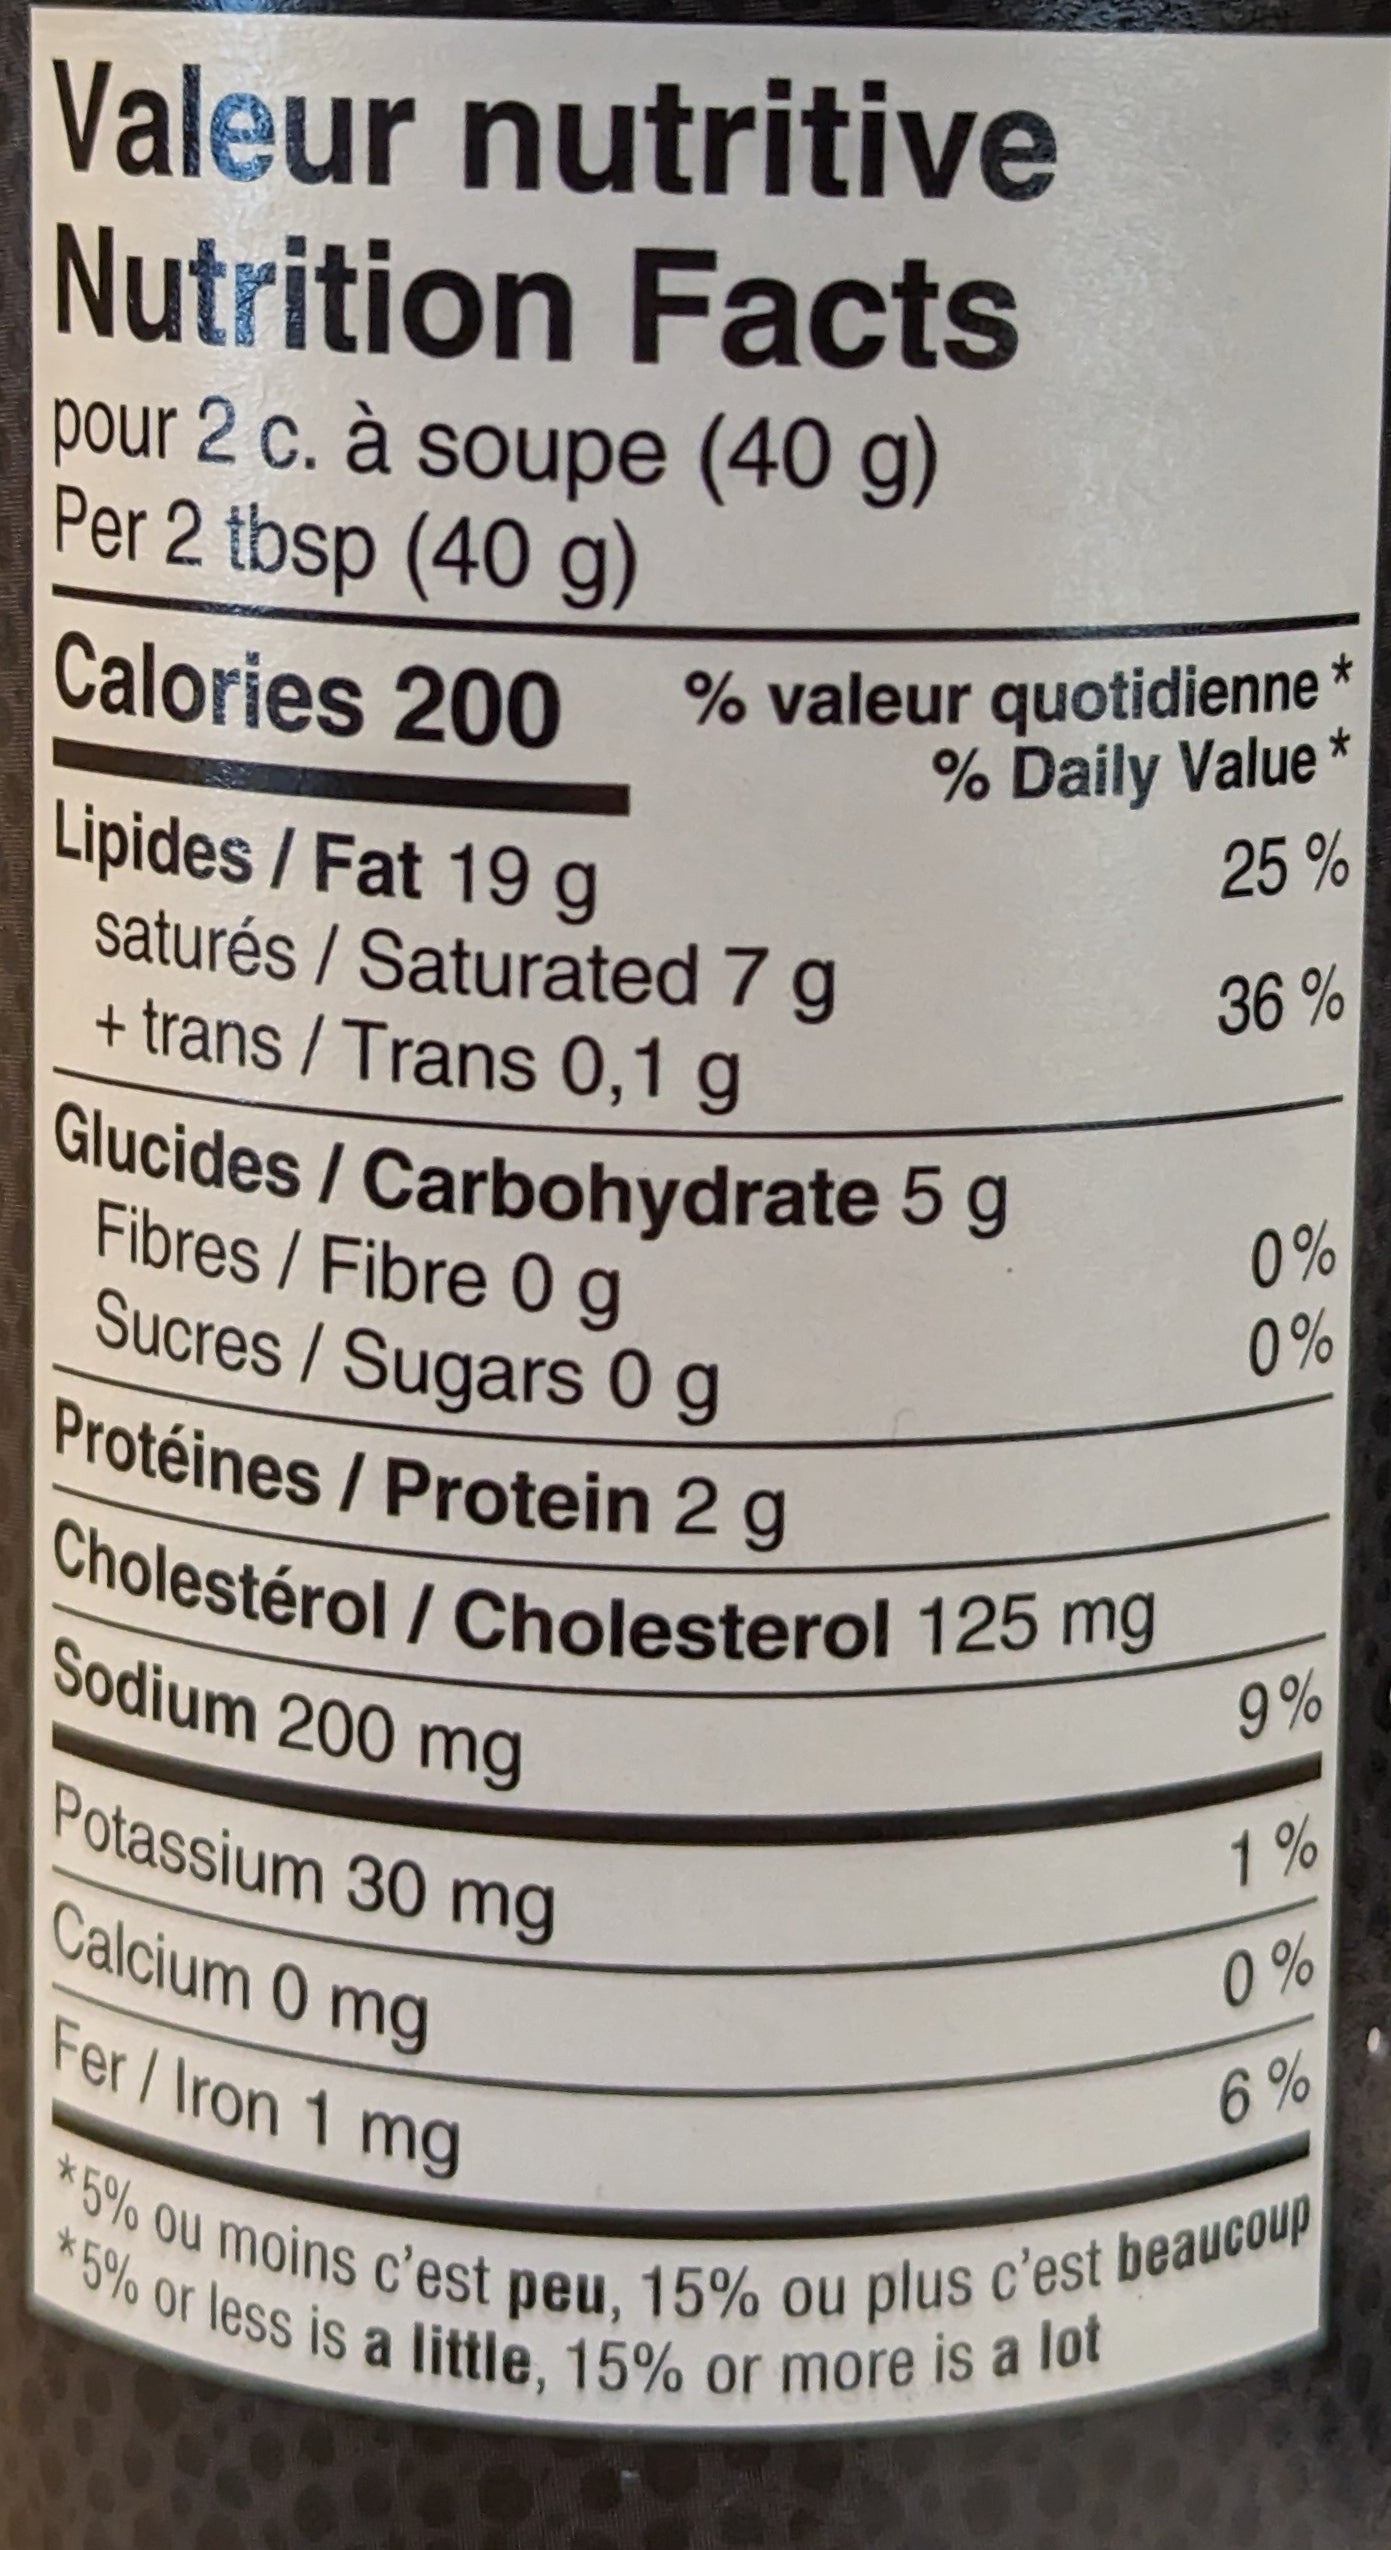 Valeur nutritive
Nutrition Facts
pour 2 c. à soupe (40 g)
Per 2 tbsp (40 g)
Calories 200 % valeur quotidienne*
% Daily Value*
Lipides / Fat 19 g 25 %
saturés / Saturated 7 g
+ trans / Trans 0,1 g 36 %
Glucides / Carbohydrate 5 g
Fibres / Fibre 0 g 0 %
Sucres / Sugars 0 g 0 %
Protéines / Protein 2 g
Cholestérol / Cholesterol 125 mg
Sodium 200 mg 9 %
Potassium 30 mg 1 %
Calcium 0 mg 0 %
Fer / Iron 1 mg 6 %
*5% ou moins c'est peu, 15% ou plus c'est beaucoup
*5% or less is a little, 15% or more is a lot